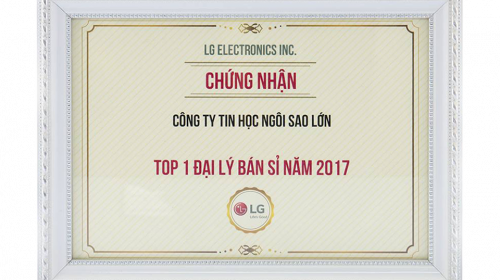 LG ELECTRONICS INC.
CHỨNG NHẬN
CÔNG TY TIN HỌC NGÔI SAO LỚN
TOP 1 ĐẠI LÝ BÁN SỈ NĂM 2017
LG